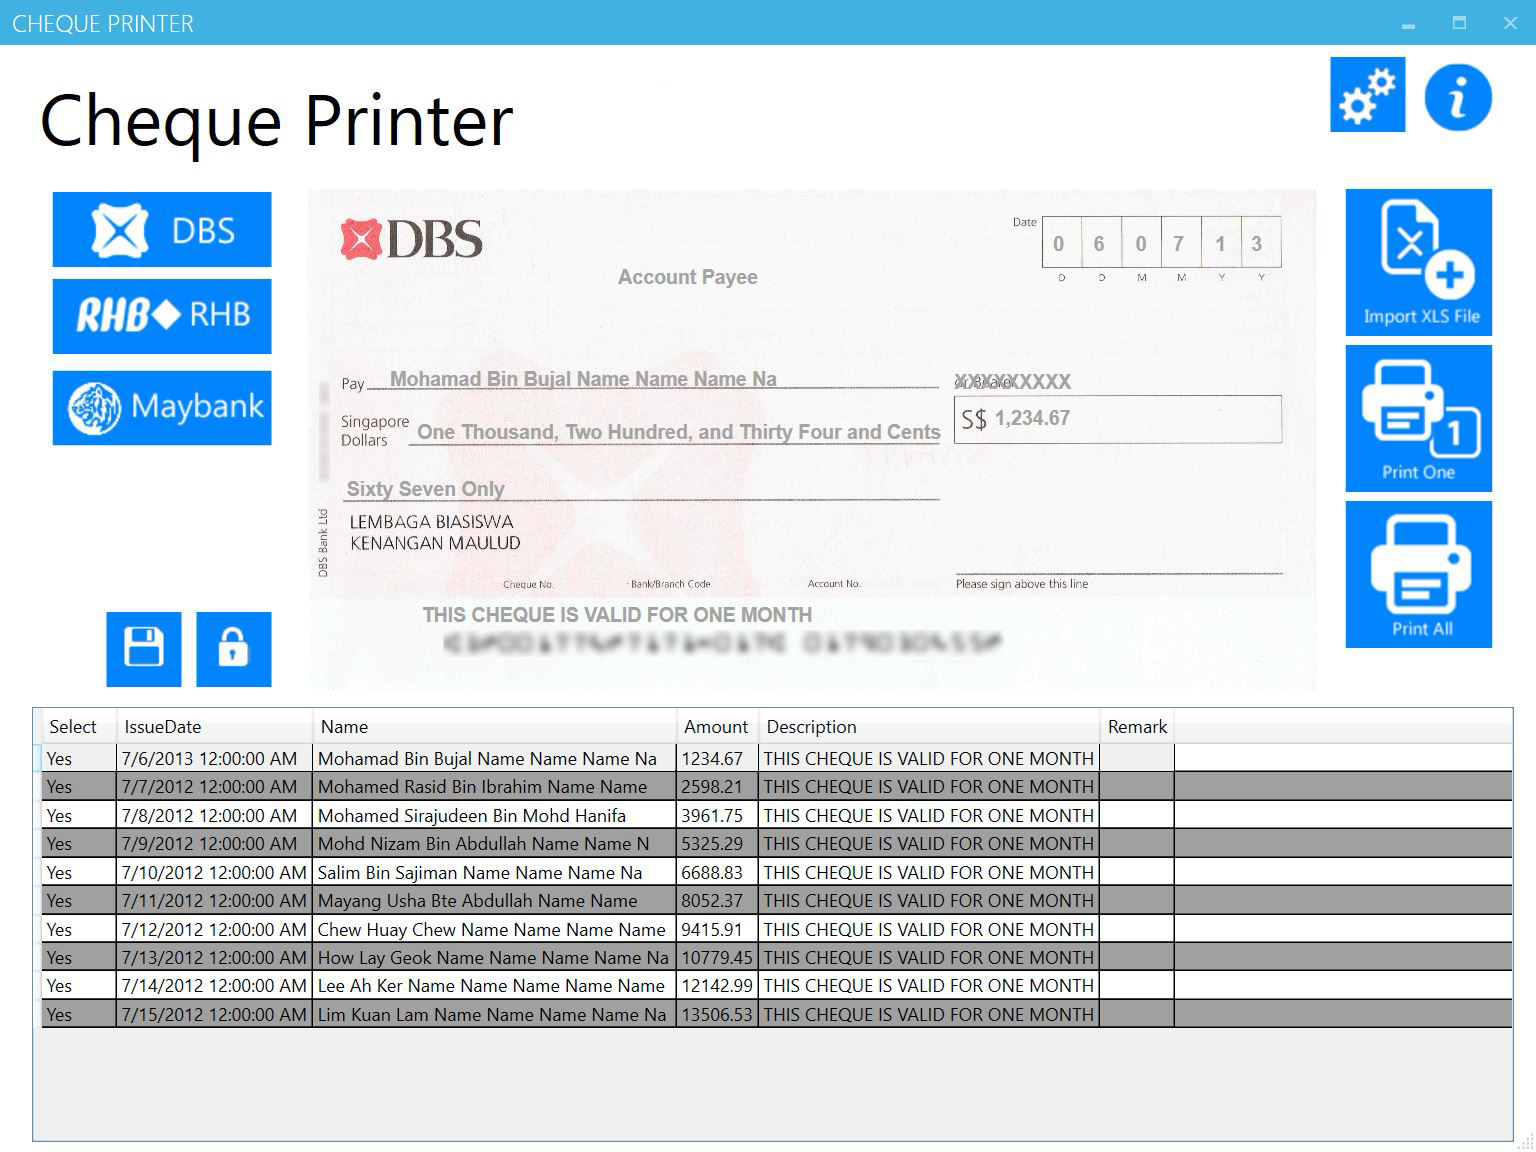 CHEQUE PRINTER
Cheque Printer
DBS
RHB RHB
Maybank
DBS
Date 0 6 0 7 1 3
D D M M Y Y
Account Payee
Pay Mohamad Bin Bujal Name Name Name Na XXXXXXXXX
Singapore
Dollars One Thousand, Two Hundred, and Thirty Four and Cents S$ 1,234.67
Sixty Seven Only
LEMBAGA BIASISWA
KENANGAN MAULUD
DBS Bank Ltd
Cheque No. Bank/Branch Code Account No. Please sign above this line
THIS CHEQUE IS VALID FOR ONE MONTH
Import XLS File
1
Print One
Print All
Select IssueDate Name Amount Description Remark
Yes 7/6/2013 12:00:00 AM Mohamad Bin Bujal Name Name Name Na 1234.67 THIS CHEQUE IS VALID FOR ONE MONTH
Yes 7/7/2012 12:00:00 AM Mohamed Rasid Bin Ibrahim Name Name 2598.21 THIS CHEQUE IS VALID FOR ONE MONTH
Yes 7/8/2012 12:00:00 AM Mohamed Sirajudeen Bin Mohd Hanifa 3961.75 THIS CHEQUE IS VALID FOR ONE MONTH
Yes 7/9/2012 12:00:00 AM Mohd Nizam Bin Abdullah Name Name N 5325.29 THIS CHEQUE IS VALID FOR ONE MONTH
Yes 7/10/2012 12:00:00 AM Salim Bin Sajiman Name Name Name Na 6688.83 THIS CHEQUE IS VALID FOR ONE MONTH
Yes 7/11/2012 12:00:00 AM Mayang Usha Bte Abdullah Name Name 8052.37 THIS CHEQUE IS VALID FOR ONE MONTH
Yes 7/12/2012 12:00:00 AM Chew Huay Chew Name Name Name Name 9415.91 THIS CHEQUE IS VALID FOR ONE MONTH
Yes 7/13/2012 12:00:00 AM How Lay Geok Name Name Name Name Na 10779.45 THIS CHEQUE IS VALID FOR ONE MONTH
Yes 7/14/2012 12:00:00 AM Lee Ah Ker Name Name Name Name Name 12142.99 THIS CHEQUE IS VALID FOR ONE MONTH
Yes 7/15/2012 12:00:00 AM Lim Kuan Lam Name Name Name Name Na 13506.53 THIS CHEQUE IS VALID FOR ONE MONTH